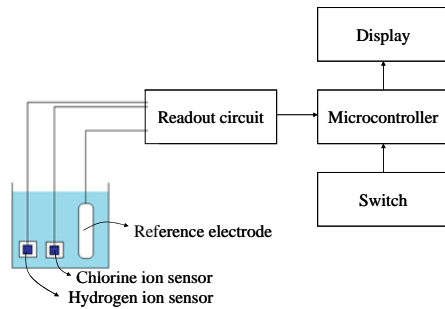 Display
Readout circuit
Microcontroller
Switch
Reference electrode
Chlorine ion sensor
Hydrogen ion sensor